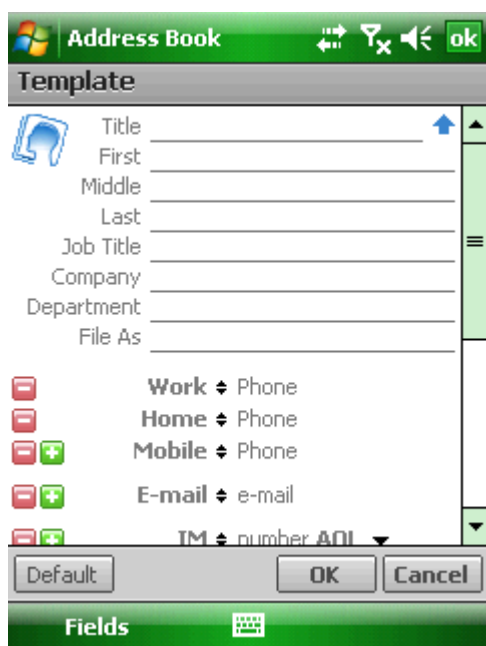 Address Book ok
Template
Title
First
Middle
Last
Job Title
Company
Department
File As
Work Phone
Home Phone
Mobile Phone
E-mail e-mail
IM number AOL
Default OK Cancel
Fields